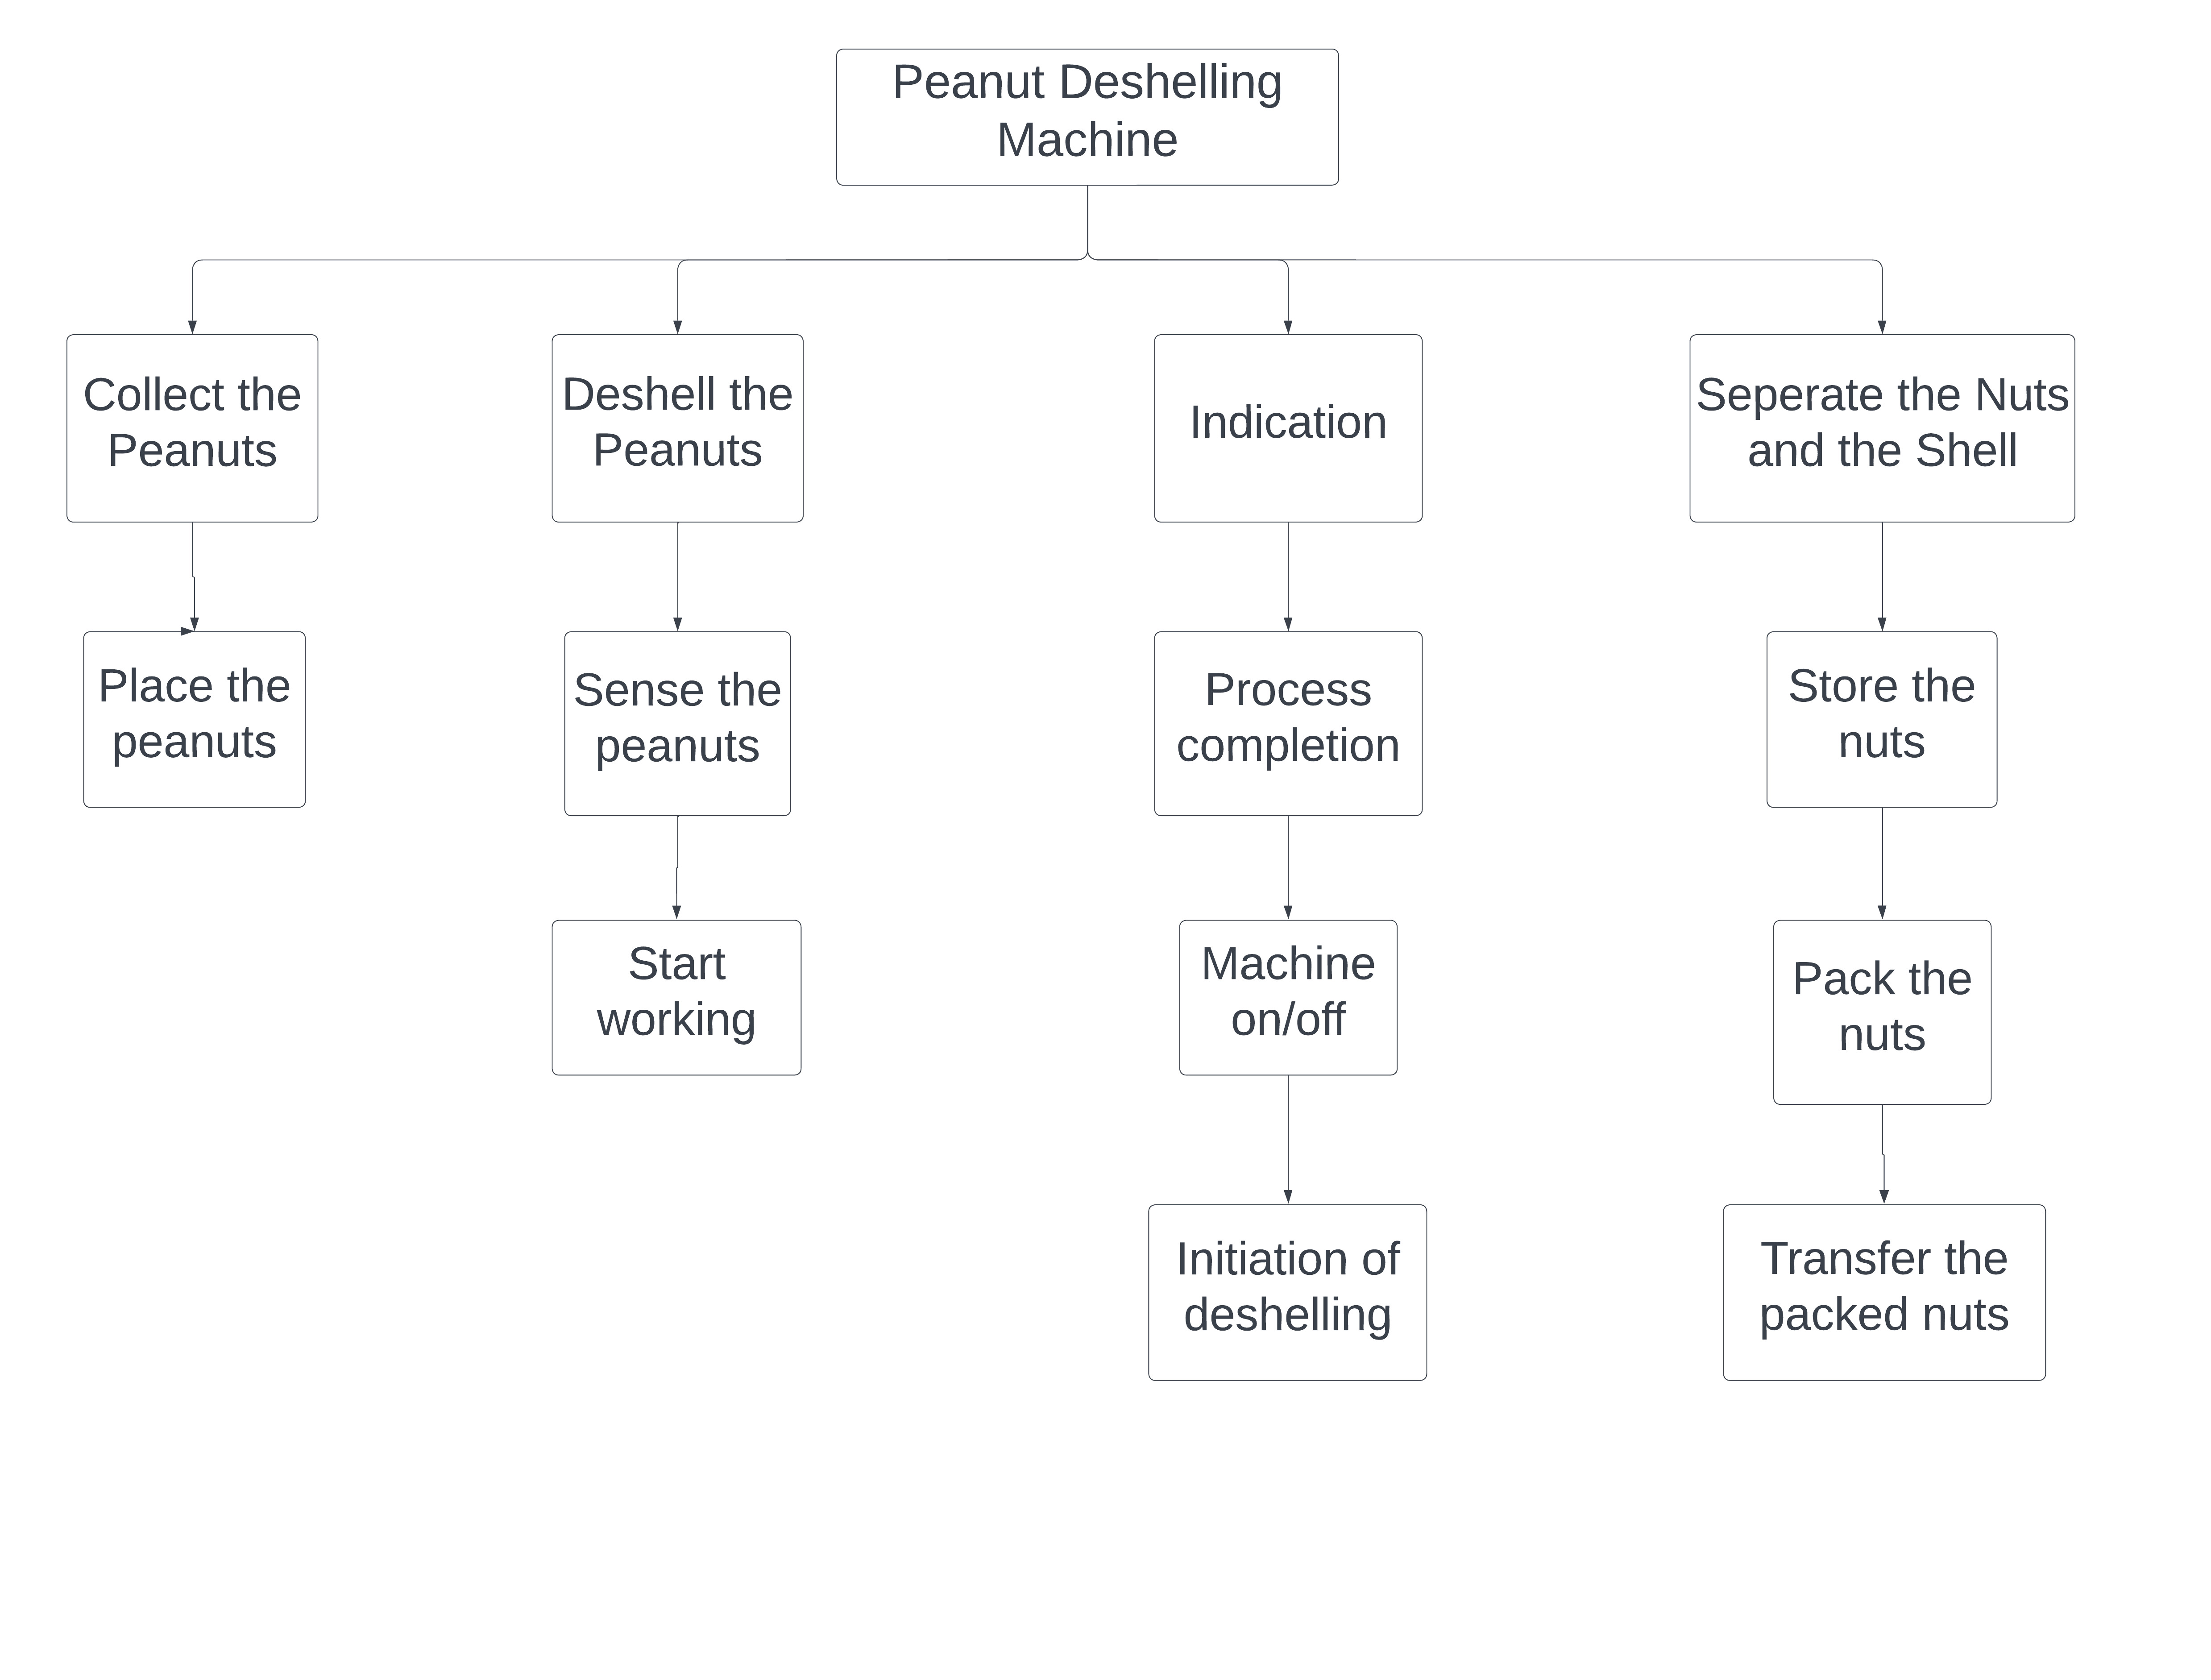 Peanut Deshelling
Machine
Collect the
Peanuts
Deshell the
Peanuts
Indication
Seperate the Nuts
and the Shell
Place the
peanuts
Sense the
peanuts
Process
completion
Store the
nuts
Start
working
Machine
on/off
Pack the
nuts
Initiation of
deshelling
Transfer the
packed nuts